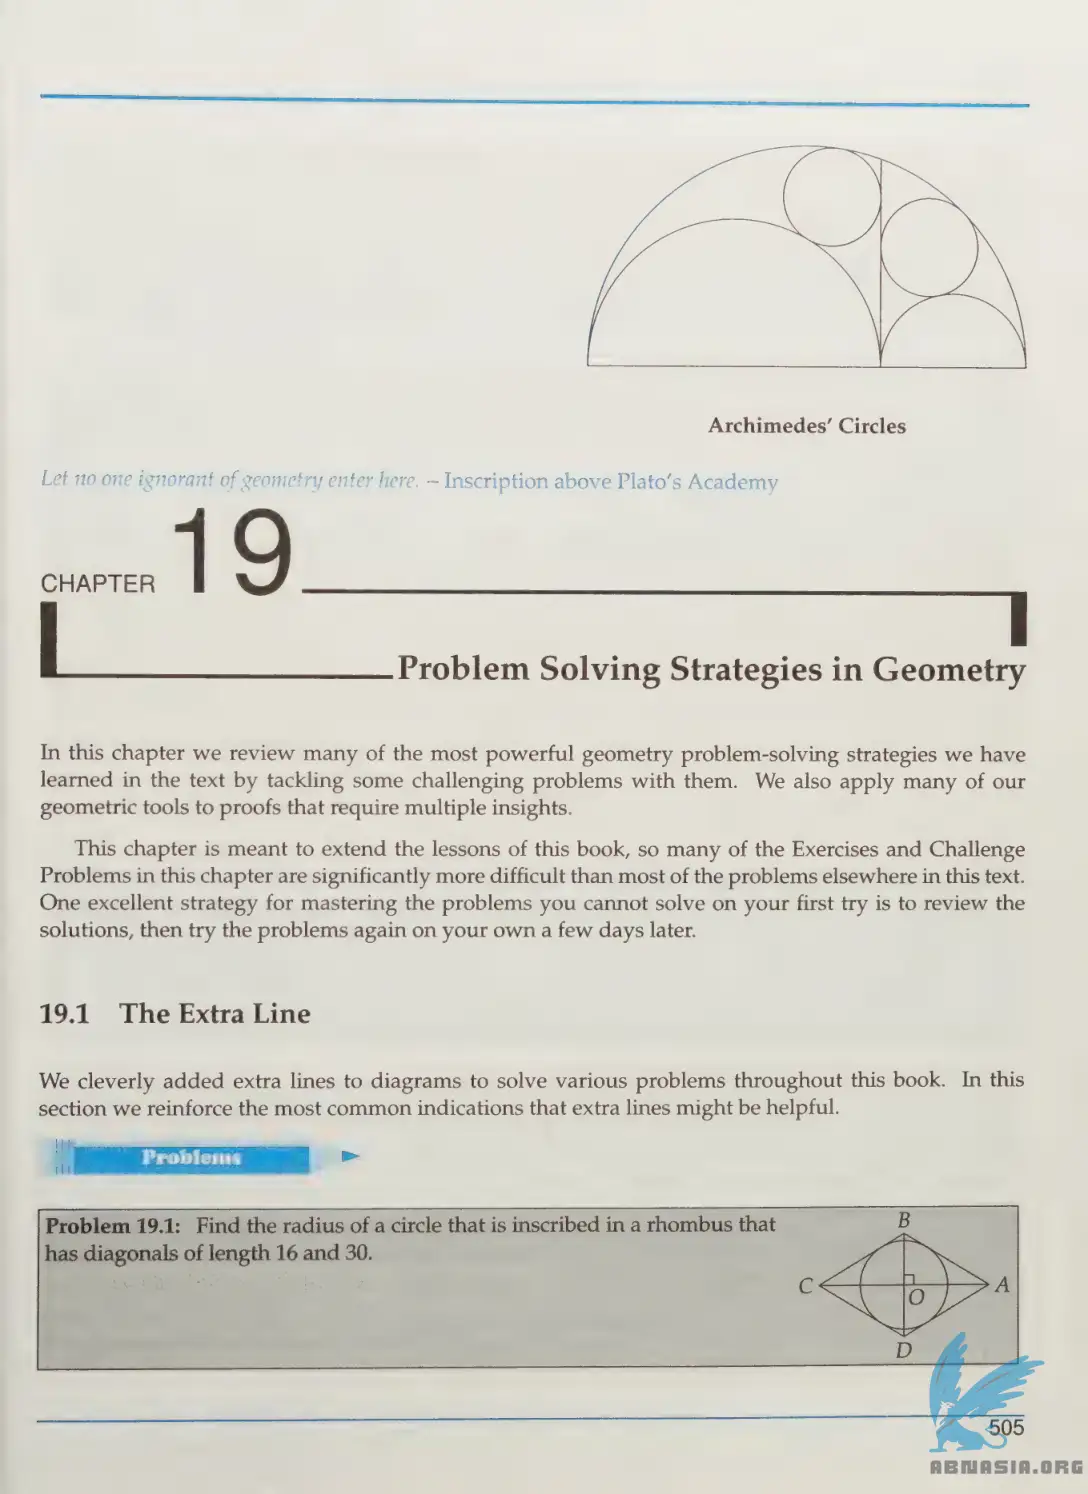 Archimedes' Circles
Let no one ignorant of geometry enter here. – Inscription above Plato's Academy
CHAPTER 19
Problem Solving Strategies in Geometry
In this chapter we review many of the most powerful geometry problem-solving strategies we have
learned in the text by tackling some challenging problems with them. We also apply many of our
geometric tools to proofs that require multiple insights.
This chapter is meant to extend the lessons of this book, so many of the Exercises and Challenge
Problems in this chapter are significantly more difficult than most of the problems elsewhere in this text.
One excellent strategy for mastering the problems you cannot solve on your first try is to review the
solutions, then try the problems again on your own a few days later.
19.1 The Extra Line
We cleverly added extra lines to diagrams to solve various problems throughout this book. In this
section we reinforce the most common indications that extra lines might be helpful.
Problems
Problem 19.1: Find the radius of a circle that is inscribed in a rhombus that
has diagonals of length 16 and 30.
B
C
A
O
D
505
ABNASIA.ORG